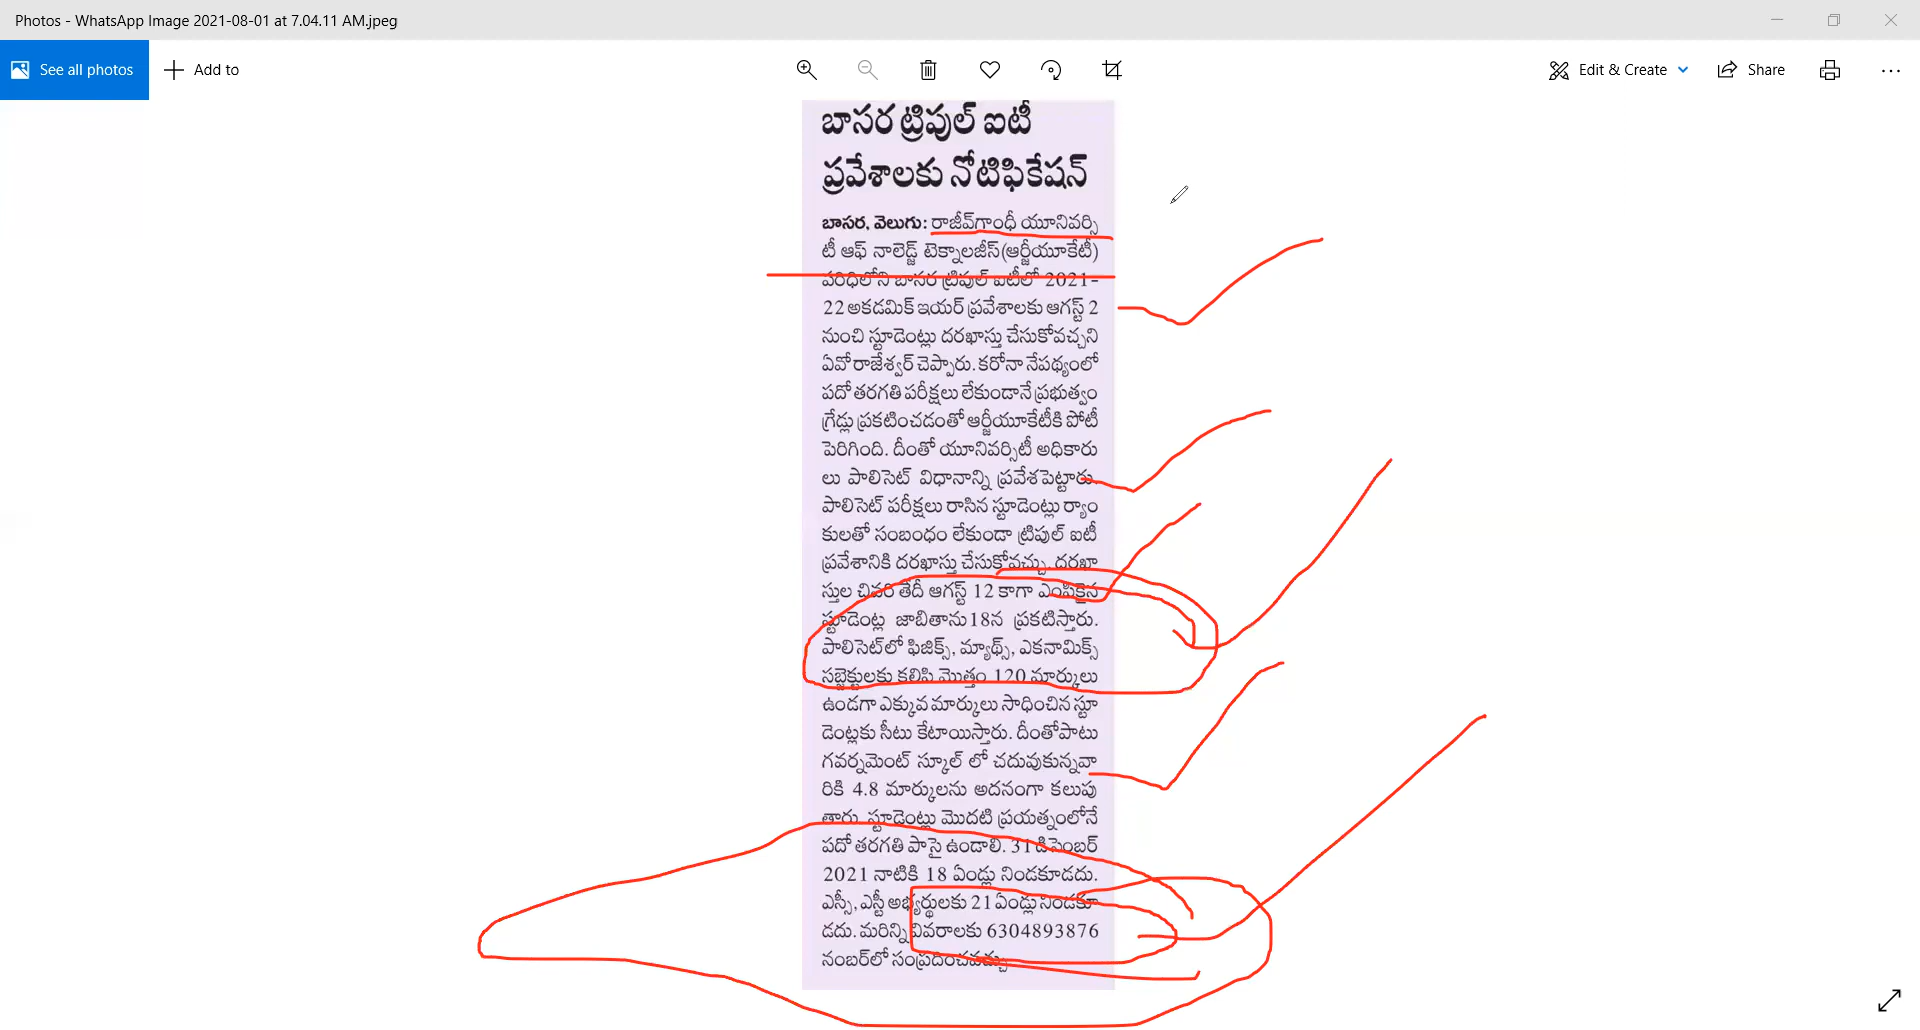 Photos - WhatsApp Image 2021-08-01 at 7.04.11 AM.jpeg
See all photos
Add to
Edit & Create
Share
బాసర ట్రిపుల్ ఐటీ
ప్రవేశాలకు నోటిఫికేషన్
బాసర, వెలుగు: రాజీవ్‌గాంధీ యూనివర్సి
టీ ఆఫ్ నాలెడ్జ్ టెక్నాలజీస్(ఆర్జీయూకేటీ)
పరిధిలోని బాసర ట్రిపుల్ ఐటీలో 2021-
22 అకడమిక్ ఇయర్ ప్రవేశాలకు ఆగస్ట్ 2
నుంచి స్టూడెంట్లు దరఖాస్తు చేసుకోవచ్చని
ఏవో రాజేశ్వర్ చెప్పారు. కరోనా నేపథ్యంలో
పదో తరగతి పరీక్షలు లేకుండానే ప్రభుత్వం
గ్రేడ్లు ప్రకటించడంతో ఆర్జీయూకేటీకి పోటీ
పెరిగింది. దీంతో యూనివర్సిటీ అధికారు
లు పాలిసెట్ విధానాన్ని ప్రవేశపెట్టారు.
పాలిసెట్ పరీక్షలు రాసిన స్టూడెంట్లు ర్యాం
కులతో సంబంధం లేకుండా ట్రిపుల్ ఐటీ
ప్రవేశానికి దరఖాస్తు చేసుకోవచ్చు. దరఖా
స్తుల చివరి తేదీ ఆగస్ట్ 12 కాగా ఎంపికైన
స్టూడెంట్ల జాబితాను 18న ప్రకటిస్తారు.
పాలిసెట్‌లో ఫిజిక్స్, మ్యాథ్స్, ఎకనామిక్స్
సబ్జెక్టులకు కలిపి మొత్తం 120 మార్కులు
ఉండగా ఎక్కువ మార్కులు సాధించిన స్టూ
డెంట్లకు సీటు కేటాయిస్తారు. దీంతోపాటు
గవర్నమెంట్ స్కూల్ లో చదువుకున్నవా
రికి 4.8 మార్కులను అదనంగా కలుపు
తారు. స్టూడెంట్లు మొదటి ప్రయత్నంలోనే
పదో తరగతి పాసై ఉండాలి. 31 డిసెంబర్
2021 నాటికి 18 ఏండ్లు నిండకూడదు.
ఎస్సీ, ఎస్టీ అభ్యర్థులకు 21 ఏండ్లు నిండకూ
డదు. మరిన్ని వివరాలకు 6304893876
నంబర్‌లో సంప్రదించవచ్చు